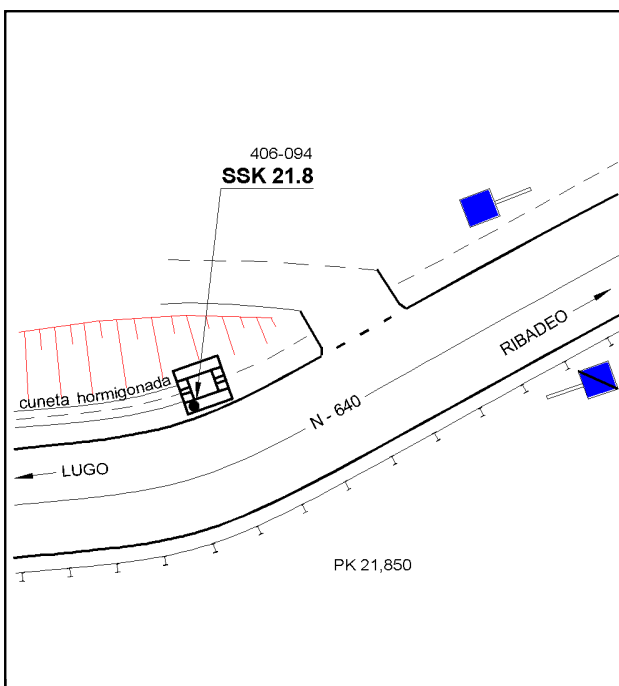 406-094
SSK 21.8
RIBADEO
cuneta hormigonada
N - 640
LUGO
PK 21,850